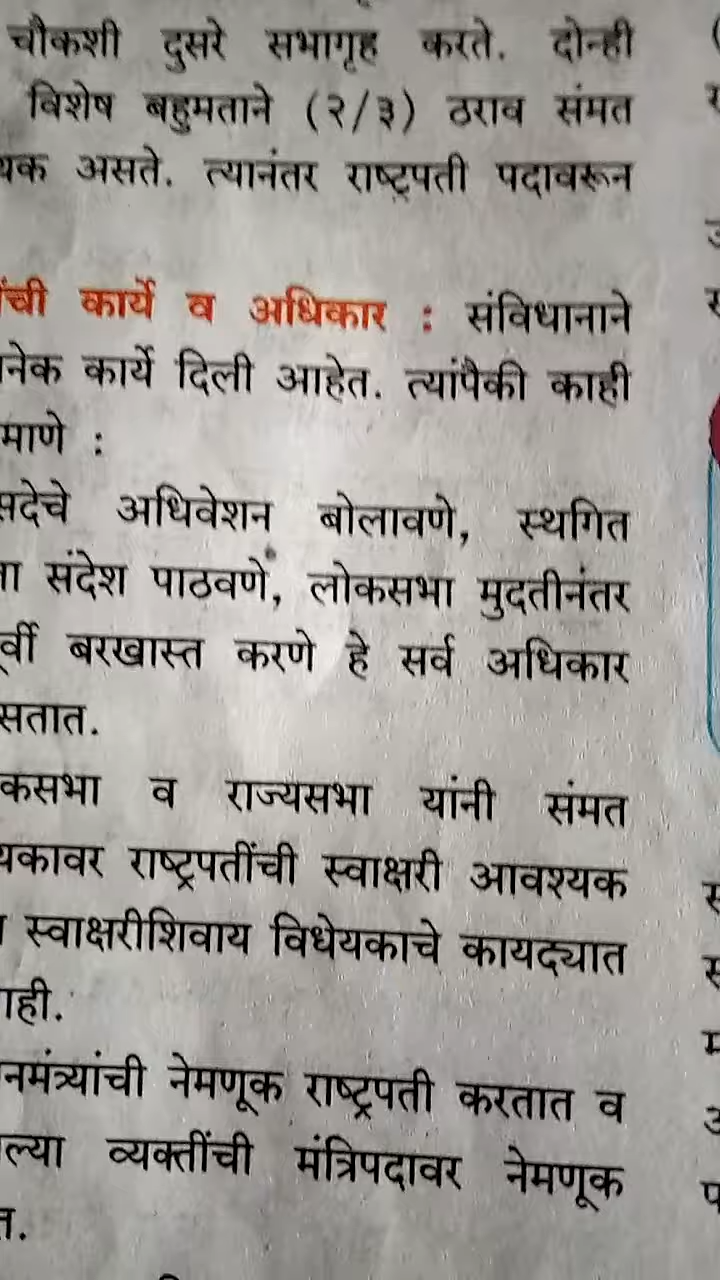 चौकशी दुसरे सभागृह करते. दोन्ही
विशेष बहुमताने (२/३) ठराव संमत
यक असते. त्यानंतर राष्ट्रपती पदावरून
ंची कार्ये व अधिकार : संविधानाने
नेक कार्ये दिली आहेत. त्यांपैकी काही
माणे :
सदेचे अधिवेशन बोलावणे, स्थगित
ना संदेश पाठवणे, लोकसभा मुदतीनंतर
र्वी बरखास्त करणे हे सर्व अधिकार
सतात.
कसभा व राज्यसभा यांनी संमत
यकावर राष्ट्रपतींची स्वाक्षरी आवश्यक
स्वाक्षरीशिवाय विधेयकाचे कायद्यात
ाही.
नमंत्र्यांची नेमणूक राष्ट्रपती करतात व
ल्या व्यक्तींची मंत्रिपदावर नेमणूक
त.